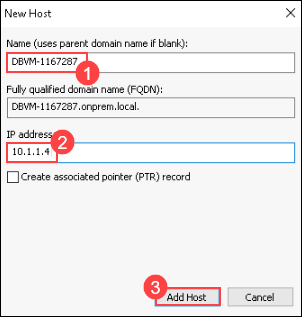 New Host
Name (uses parent domain name if blank):
DBVM-1167287
1
Fully qualified domain name (FQDN):
DBVM-1167287.onprem.local.
IP address
2
10.1.1.4
Create associated pointer (PTR) record
3
Add Host
Cancel